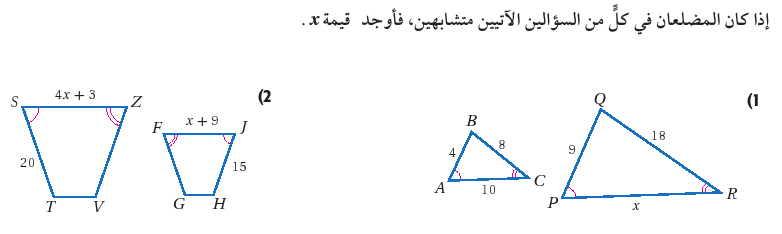 إذا كان المضلعان في كلٍّ من السؤالين الآتيين متشابهين، فأوجد قيمة x .
(1
Q
9
18
P
x
R
B
4
8
A
10
C
(2
F
x + 9
J
15
G
H
S
4x + 3
Z
20
T
V